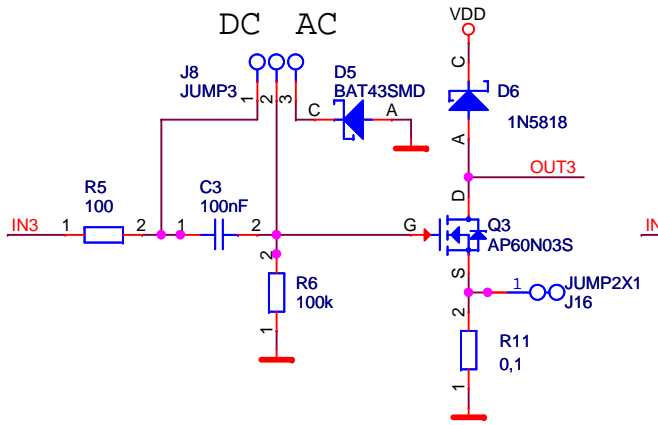 DC AC
VDD
J8
JUMP3
1
2
3
D5
BAT43SMD
C
A
C
D6
1N5818
A
OUT3
IN3
1
R5
100
2
1
C3
100nF
2
G
D
Q3
AP60N03S
S
IN
2
R6
100k
1
1
JUMP2X1
J16
2
R11
0,1
1